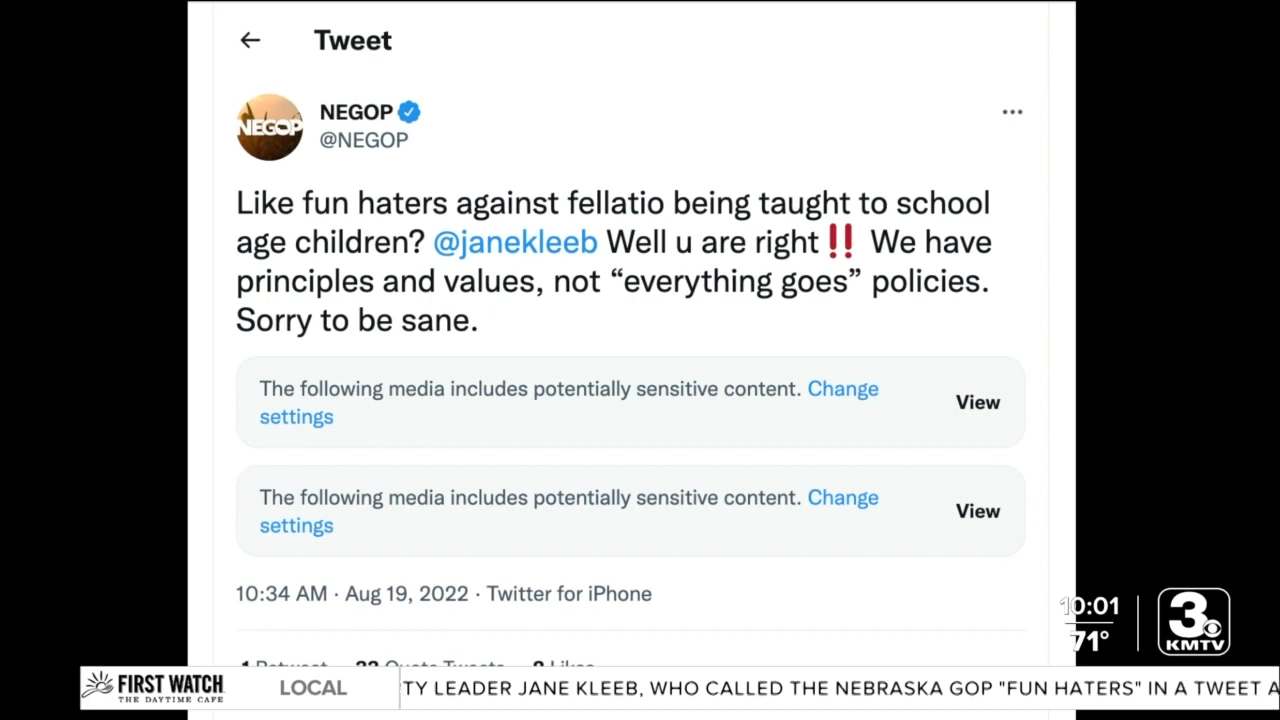 ← Tweet
NEGOP
NEGOP
@NEGOP
Like fun haters against fellatio being taught to school
age children? @janekleeb Well u are right‼️ We have
principles and values, not “everything goes” policies.
Sorry to be sane.
The following media includes potentially sensitive content. Change
settings
View
The following media includes potentially sensitive content. Change
settings
View
10:34 AM · Aug 19, 2022 · Twitter for iPhone
10:01
71°
3
KMTV
FIRST WATCH
THE DAYTIME CAFE
LOCAL
TY LEADER JANE KLEEB, WHO CALLED THE NEBRASKA GOP "FUN HATERS" IN A TWEET A